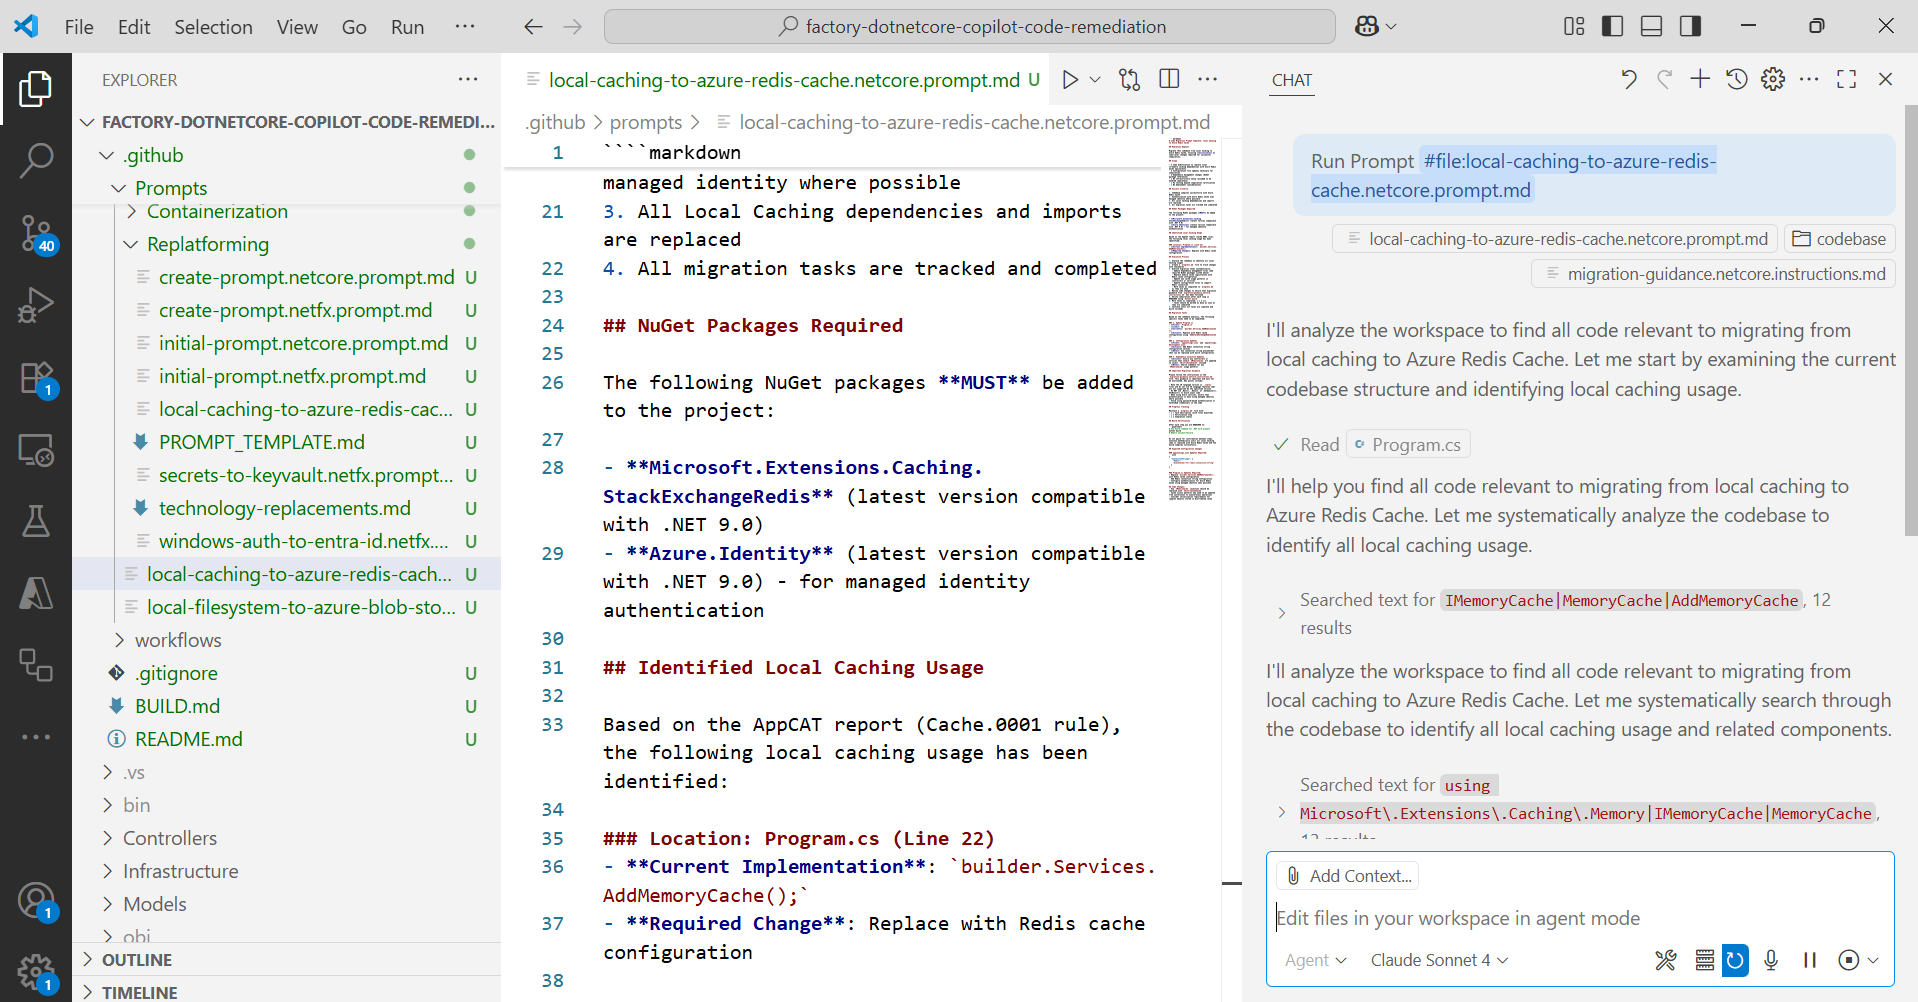 File Edit Selection View Go Run ··· factory-dotnetcore-copilot-code-remediation
EXPLORER
FACTORY-DOTNETCORE-COPILOT-CODE-REMEDI...
.github
Prompts
Containerization
Replatforming
create-prompt.netcore.prompt.md U
create-prompt.netfx.prompt.md U
initial-prompt.netcore.prompt.md U
initial-prompt.netfx.prompt.md U
local-caching-to-azure-redis-cac... U
PROMPT_TEMPLATE.md U
secrets-to-keyvault.netfx.prompt... U
technology-replacements.md U
windows-auth-to-entra-id.netfx.... U
local-caching-to-azure-redis-cach... U
local-filesystem-to-azure-blob-sto... U
workflows
.gitignore U
BUILD.md U
README.md U
.vs
bin
Controllers
Infrastructure
Models
obj
OUTLINE
TIMELINE
40
1
1
1
local-caching-to-azure-redis-cache.netcore.prompt.md U
.github > prompts > local-caching-to-azure-redis-cache.netcore.prompt.md
1 ````markdown
managed identity where possible
21 3. All Local Caching dependencies and imports
are replaced
22 4. All migration tasks are tracked and completed
23
24 ## NuGet Packages Required
25
26 The following NuGet packages **MUST** be added
to the project:
27
28 - **Microsoft.Extensions.Caching.
StackExchangeRedis** (latest version compatible
with .NET 9.0)
29 - **Azure.Identity** (latest version compatible
with .NET 9.0) - for managed identity
authentication
30
31 ## Identified Local Caching Usage
32
33 Based on the AppCAT report (Cache.0001 rule),
the following local caching usage has been
identified:
34
35 ### Location: Program.cs (Line 22)
36 - **Current Implementation**: `builder.Services.
AddMemoryCache();`
37 - **Required Change**: Replace with Redis cache
configuration
38
CHAT
Run Prompt #file:local-caching-to-azure-redis-
cache.netcore.prompt.md
local-caching-to-azure-redis-cache.netcore.prompt.md codebase
migration-guidance.netcore.instructions.md
I'll analyze the workspace to find all code relevant to migrating from
local caching to Azure Redis Cache. Let me start by examining the current
codebase structure and identifying local caching usage.
Read Program.cs
I'll help you find all code relevant to migrating from local caching to
Azure Redis Cache. Let me systematically analyze the codebase to
identify all local caching usage.
Searched text for IMemoryCache|MemoryCache|AddMemoryCache, 12
results
I'll analyze the workspace to find all code relevant to migrating from
local caching to Azure Redis Cache. Let me systematically search through
the codebase to identify all local caching usage and related components.
Searched text for using
Microsoft\.Extensions\.Caching\.Memory|IMemoryCache|MemoryCache,
Add Context...
Edit files in your workspace in agent mode
Agent Claude Sonnet 4